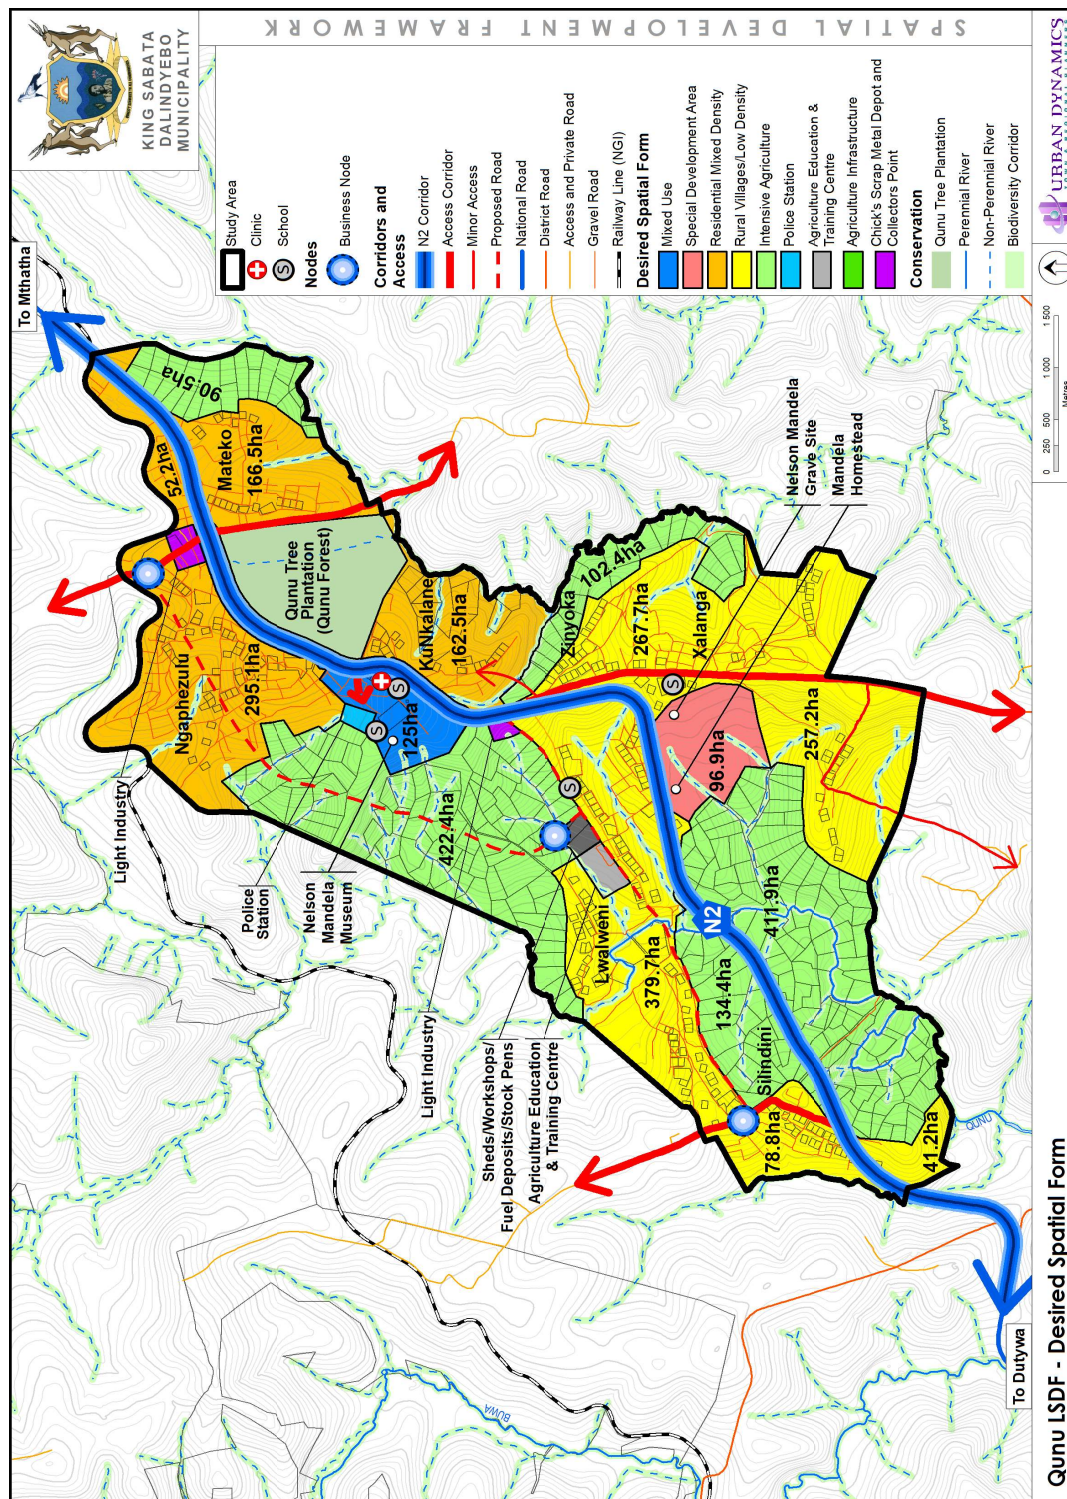 KING SABATA
DALINDYEBO
MUNICIPALITY
SPATIAL DEVELOPMENT FRAMEWORK
Study Area
Clinic
S School
Nodes
Business Node
Corridors and
Access
N2 Corridor
Access Corridor
Minor Access
Proposed Road
National Road
District Road
Access and Private Road
Gravel Road
Railway Line (NGI)
Desired Spatial Form
Mixed Use
Special Development Area
Residential Mixed Density
Rural Villages/Low Density
Intensive Agriculture
Police Station
Agriculture Education &
Training Centre
Agriculture Infrastructure
Chick's Scrap Metal Depot and
Collectors Point
Conservation
Qunu Tree Plantation
Perennial River
Non-Perennial River
Biodiversity Corridor
URBAN DYNAMICS
TOWN & REGIONAL PLANNERS
0 250 500 1 000 1 500
Metres
To Mthatha
90.5ha
52.2ha
Mateko
166.5ha
Qunu Tree
Plantation
(Qunu Forest)
Ngaphezulu
295.1ha
KuNkalane
162.5ha
S
S
125ha
Light Industry
Police
Station
Nelson
Mandela
Museum
422.4ha
Light Industry
Zinyoka
102.4ha
267.7ha
Xalanga
S
Nelson Mandela
Grave Site
Mandela
Homestead
96.9ha
257.2ha
S
Sheds/Workshops/
Fuel Deposits/Stock Pens
Agriculture Education
& Training Centre
Lwalweni
379.7ha
N2
134.4ha
411.9ha
Silindini
78.8ha
41.2ha
QUNU
BUWA
To Dutywa
Qunu LSDF - Desired Spatial Form